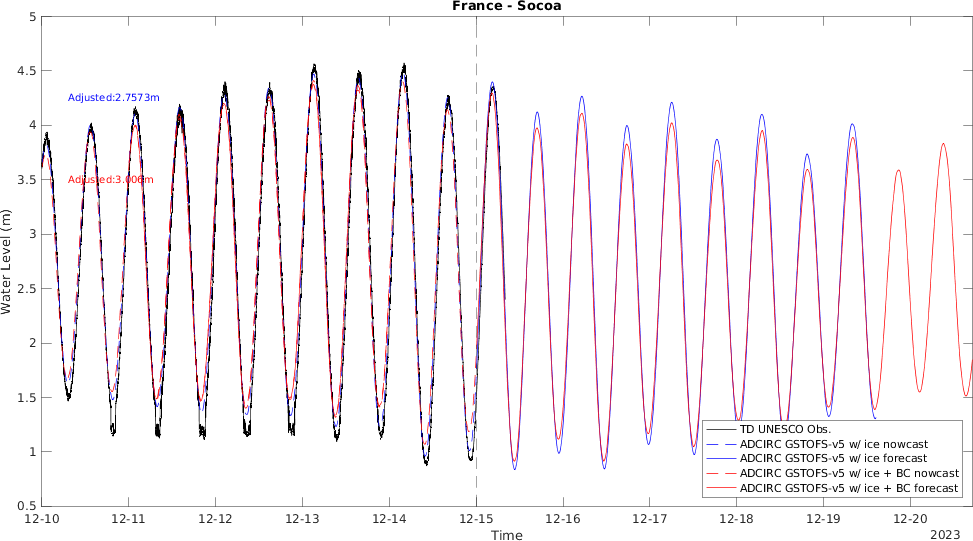 France - Socoa
Water Level (m)
5
4.5
4
3.5
3
2.5
2
1.5
1
0.5
Adjusted:2.7573m
Adjusted:3.006m
TD UNESCO Obs.
ADCIRC GSTOFS-v5 w/ ice nowcast
ADCIRC GSTOFS-v5 w/ ice forecast
ADCIRC GSTOFS-v5 w/ ice + BC nowcast
ADCIRC GSTOFS-v5 w/ ice + BC forecast
12-10 12-11 12-12 12-13 12-14 12-15 12-16 12-17 12-18 12-19 12-20
Time
2023